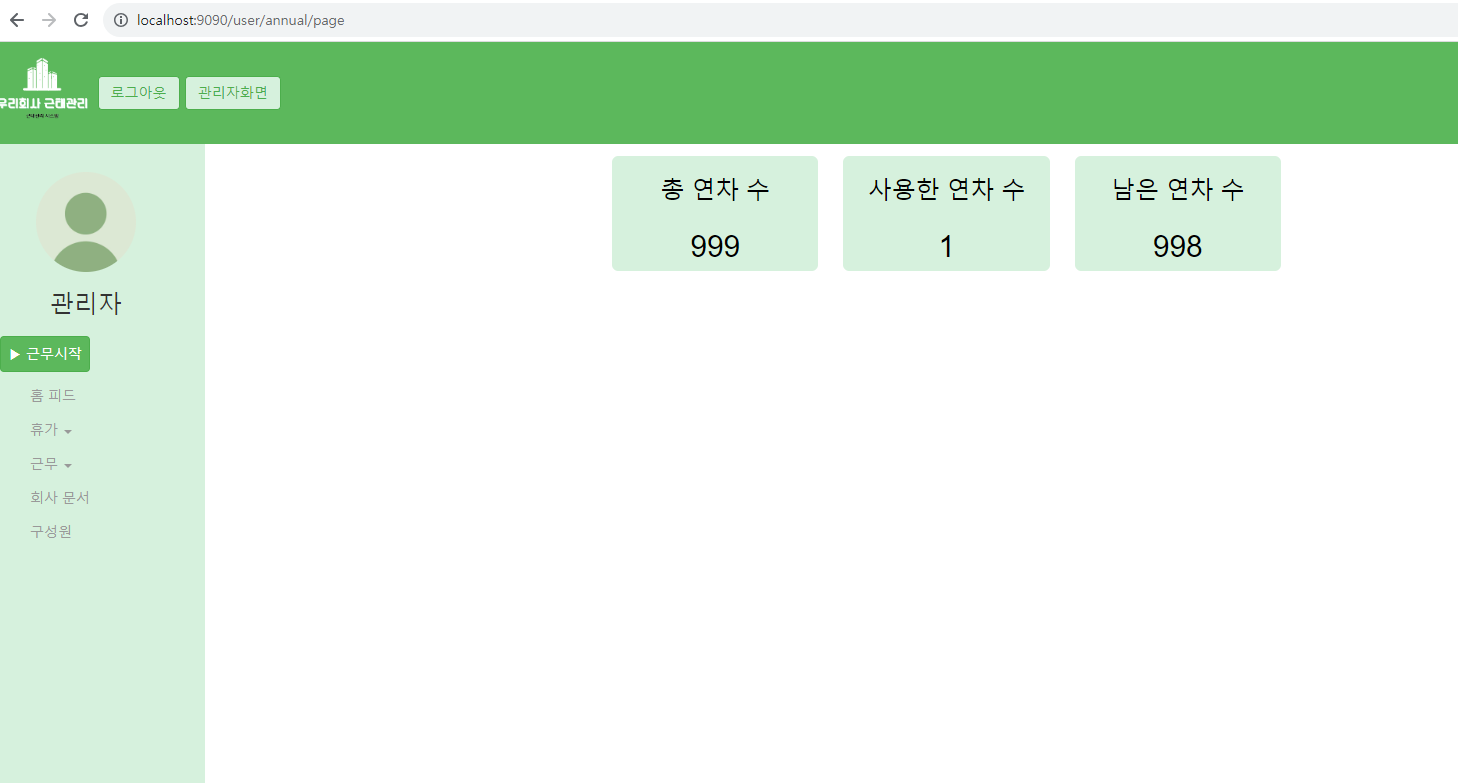 localhost:9090/user/annual/page
우리회사 근태관리
로그아웃 관리자화면
총 연차 수 사용한 연차 수 남은 연차 수
999 1 998
관리자
▶ 근무시작
홈 피드
휴가
근무
회사 문서
구성원